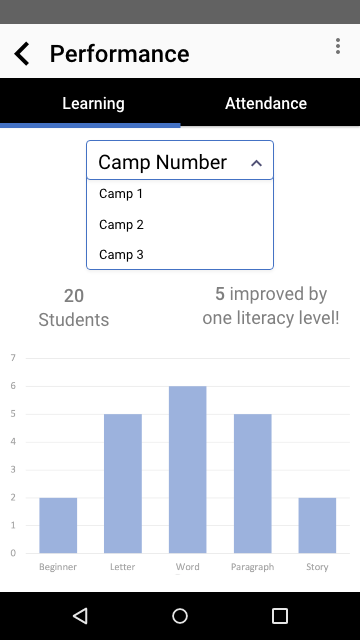 Performance
Learning Attendance
Camp Number
Camp 1
Camp 2
Camp 3
20
Students
5 improved by
one literacy level!
7
6
5
4
3
2
1
0
Beginner Letter Word Paragraph Story